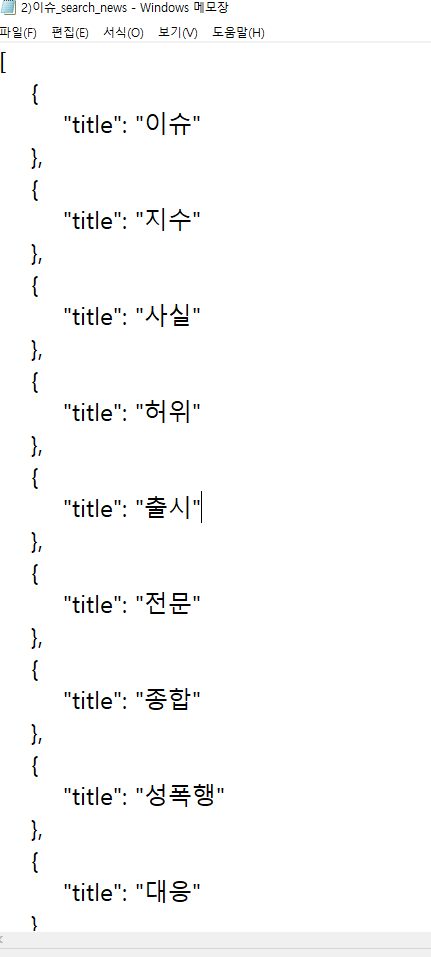 2)이슈_search_news - Windows 메모장
파일(F) 편집(E) 서식(O) 보기(V) 도움말(H)
[
{
"title": "이슈"
},
{
"title": "지수"
},
{
"title": "사실"
},
{
"title": "허위"
},
{
"title": "출시"
},
{
"title": "전문"
},
{
"title": "종합"
},
{
"title": "성폭행"
},
{
"title": "대응"
}